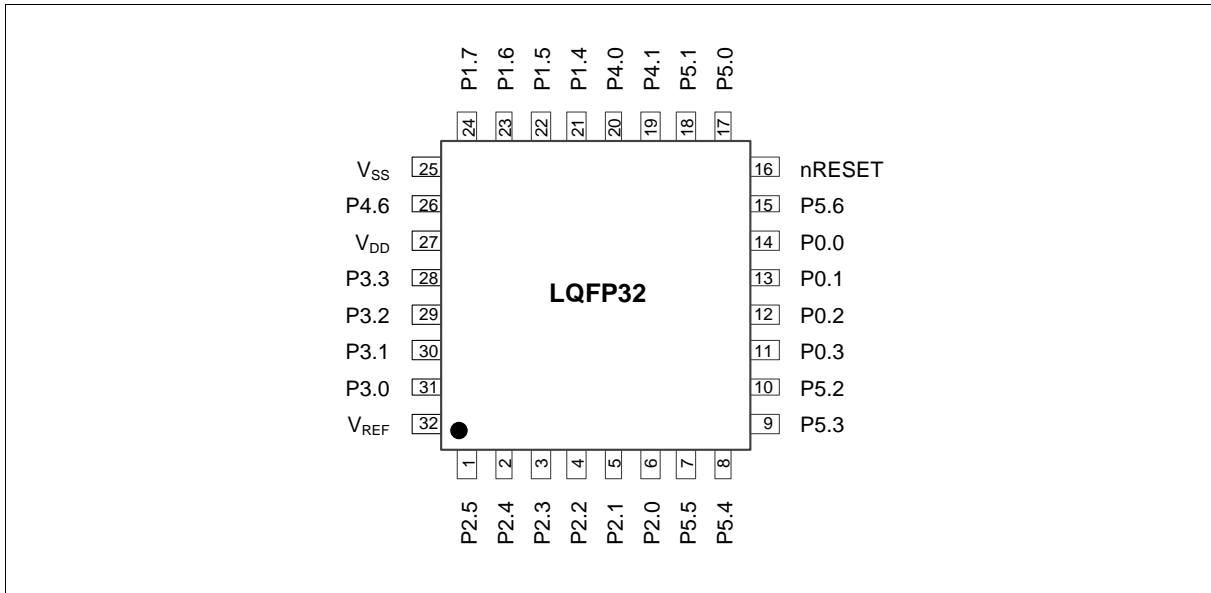 P1.7 P1.6 P1.5 P1.4 P4.0 P4.1 P5.1 P5.0
24 23 22 21 20 19 18 17
VSS 25 16 nRESET
P4.6 26 15 P5.6
VDD 27 14 P0.0
P3.3 28 13 P0.1
LQFP32
P3.2 29 12 P0.2
P3.1 30 11 P0.3
P3.0 31 10 P5.2
VREF 32 9 P5.3
1 2 3 4 5 6 7 8
P2.5 P2.4 P2.3 P2.2 P2.1 P2.0 P5.5 P5.4